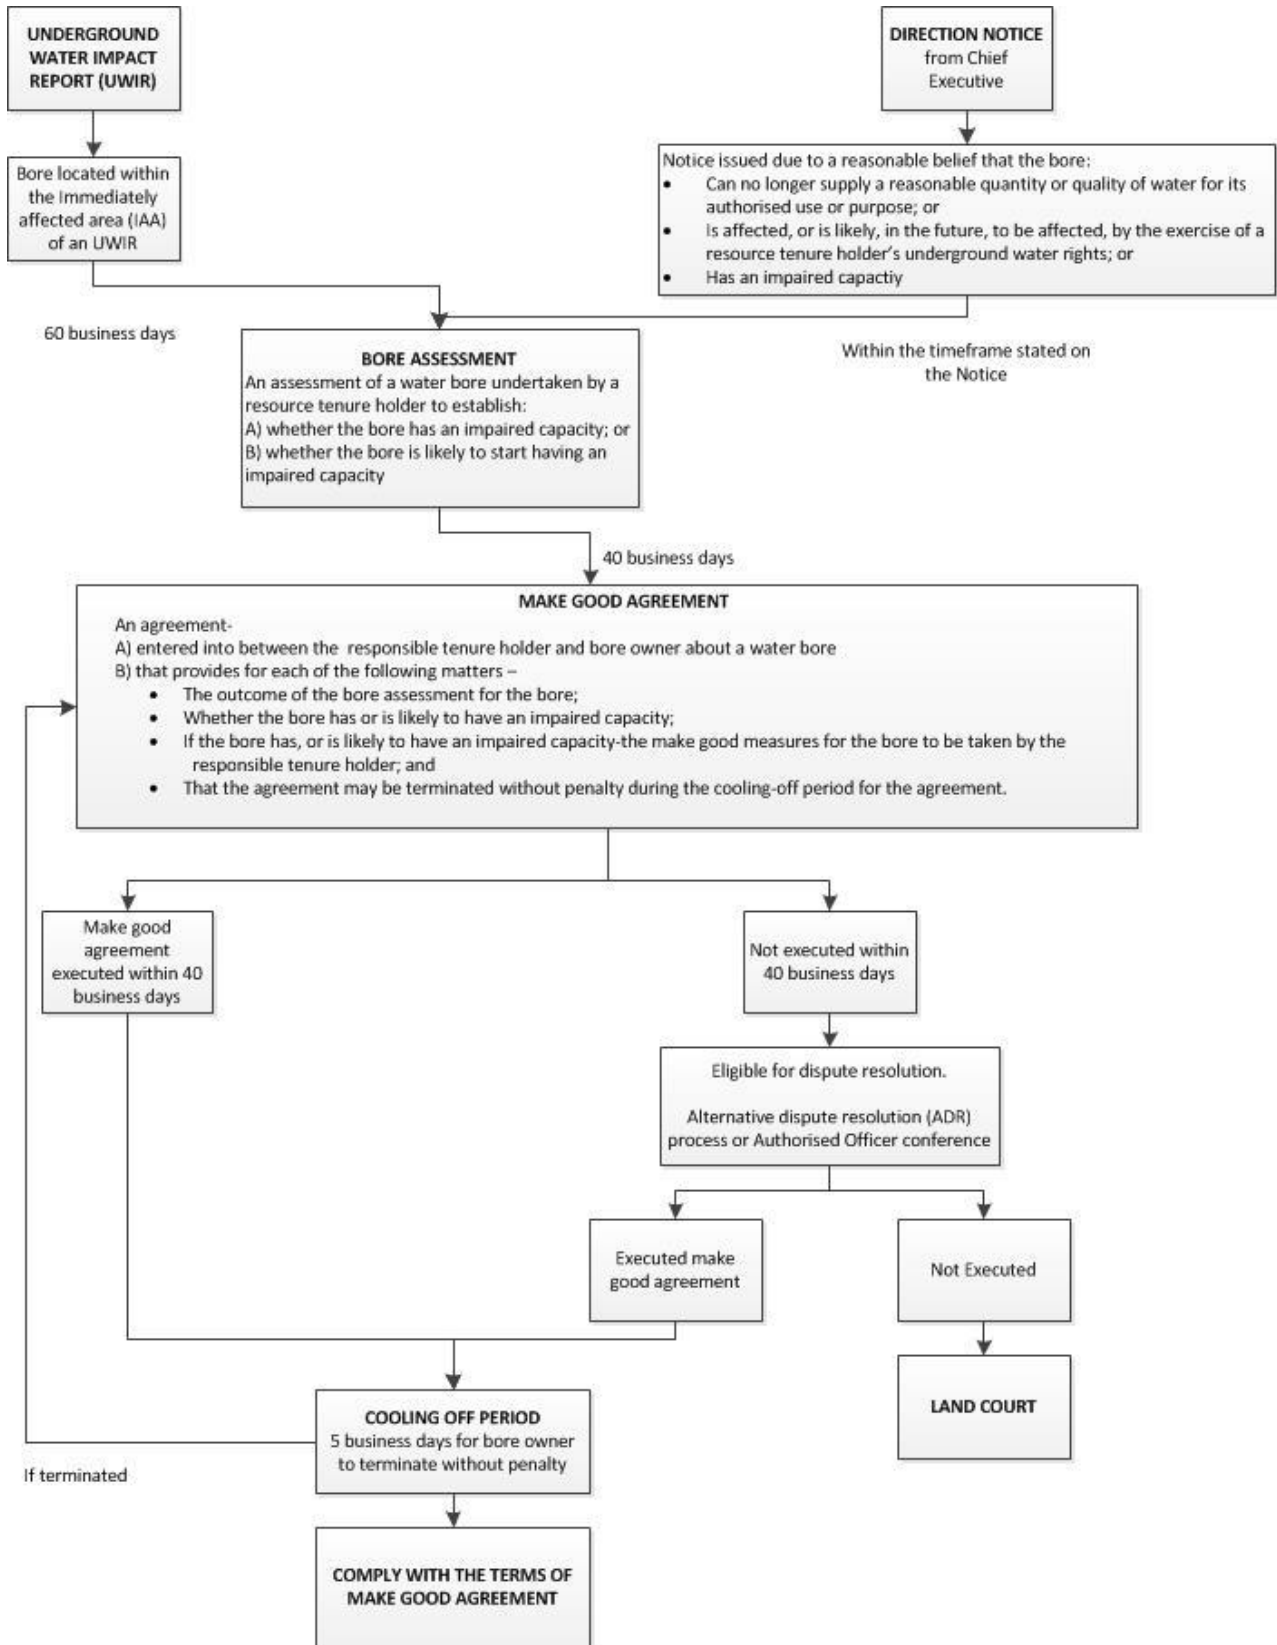 UNDERGROUND
WATER IMPACT
REPORT (UWIR)
DIRECTION NOTICE
from Chief
Executive
Bore located within
the Immediately
affected area (IAA)
of an UWIR
Notice issued due to a reasonable belief that the bore:
• Can no longer supply a reasonable quantity or quality of water for its
authorised use or purpose; or
• Is affected, or is likely, in the future, to be affected, by the exercise of a
resource tenure holder's underground water rights; or
• Has an impaired capactiy
60 business days
Within the timeframe stated on
the Notice
BORE ASSESSMENT
An assessment of a water bore undertaken by a
resource tenure holder to establish:
A) whether the bore has an impaired capacity; or
B) whether the bore is likely to start having an
impaired capacity
40 business days
MAKE GOOD AGREEMENT
An agreement-
A) entered into between the responsible tenure holder and bore owner about a water bore
B) that provides for each of the following matters –
• The outcome of the bore assessment for the bore;
• Whether the bore has or is likely to have an impaired capacity;
• If the bore has, or is likely to have an impaired capacity-the make good measures for the bore to be taken by the
responsible tenure holder; and
• That the agreement may be terminated without penalty during the cooling-off period for the agreement.
Make good
agreement
executed within 40
business days
Not executed within
40 business days
Eligible for dispute resolution.
Alternative dispute resolution (ADR)
process or Authorised Officer conference
Executed make
good agreement
Not Executed
LAND COURT
COOLING OFF PERIOD
5 business days for bore owner
to terminate without penalty
If terminated
COMPLY WITH THE TERMS OF
MAKE GOOD AGREEMENT